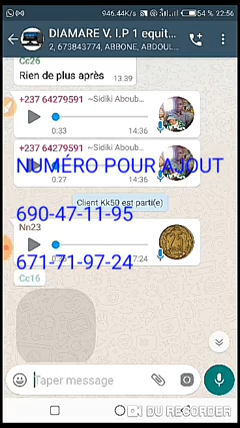 946.44K/s 54 % 22:56
DIAMARE V. I.P 1 equit...
2, 673843774, ABBONE, ABDOUL...
Cc26
Rien de plus après 13:39
+237 64279591 ~Sidiki Aboub...
0:33 14:36
+237 64279591 ~Sidiki Aboub...
NUMÉRO POUR AJOUT
0:27 14:36
Client Kk50 est parti(e)
690-47-11-95
Nn23
671-71-97-24
Cc16
Taper message
DU RECORDER